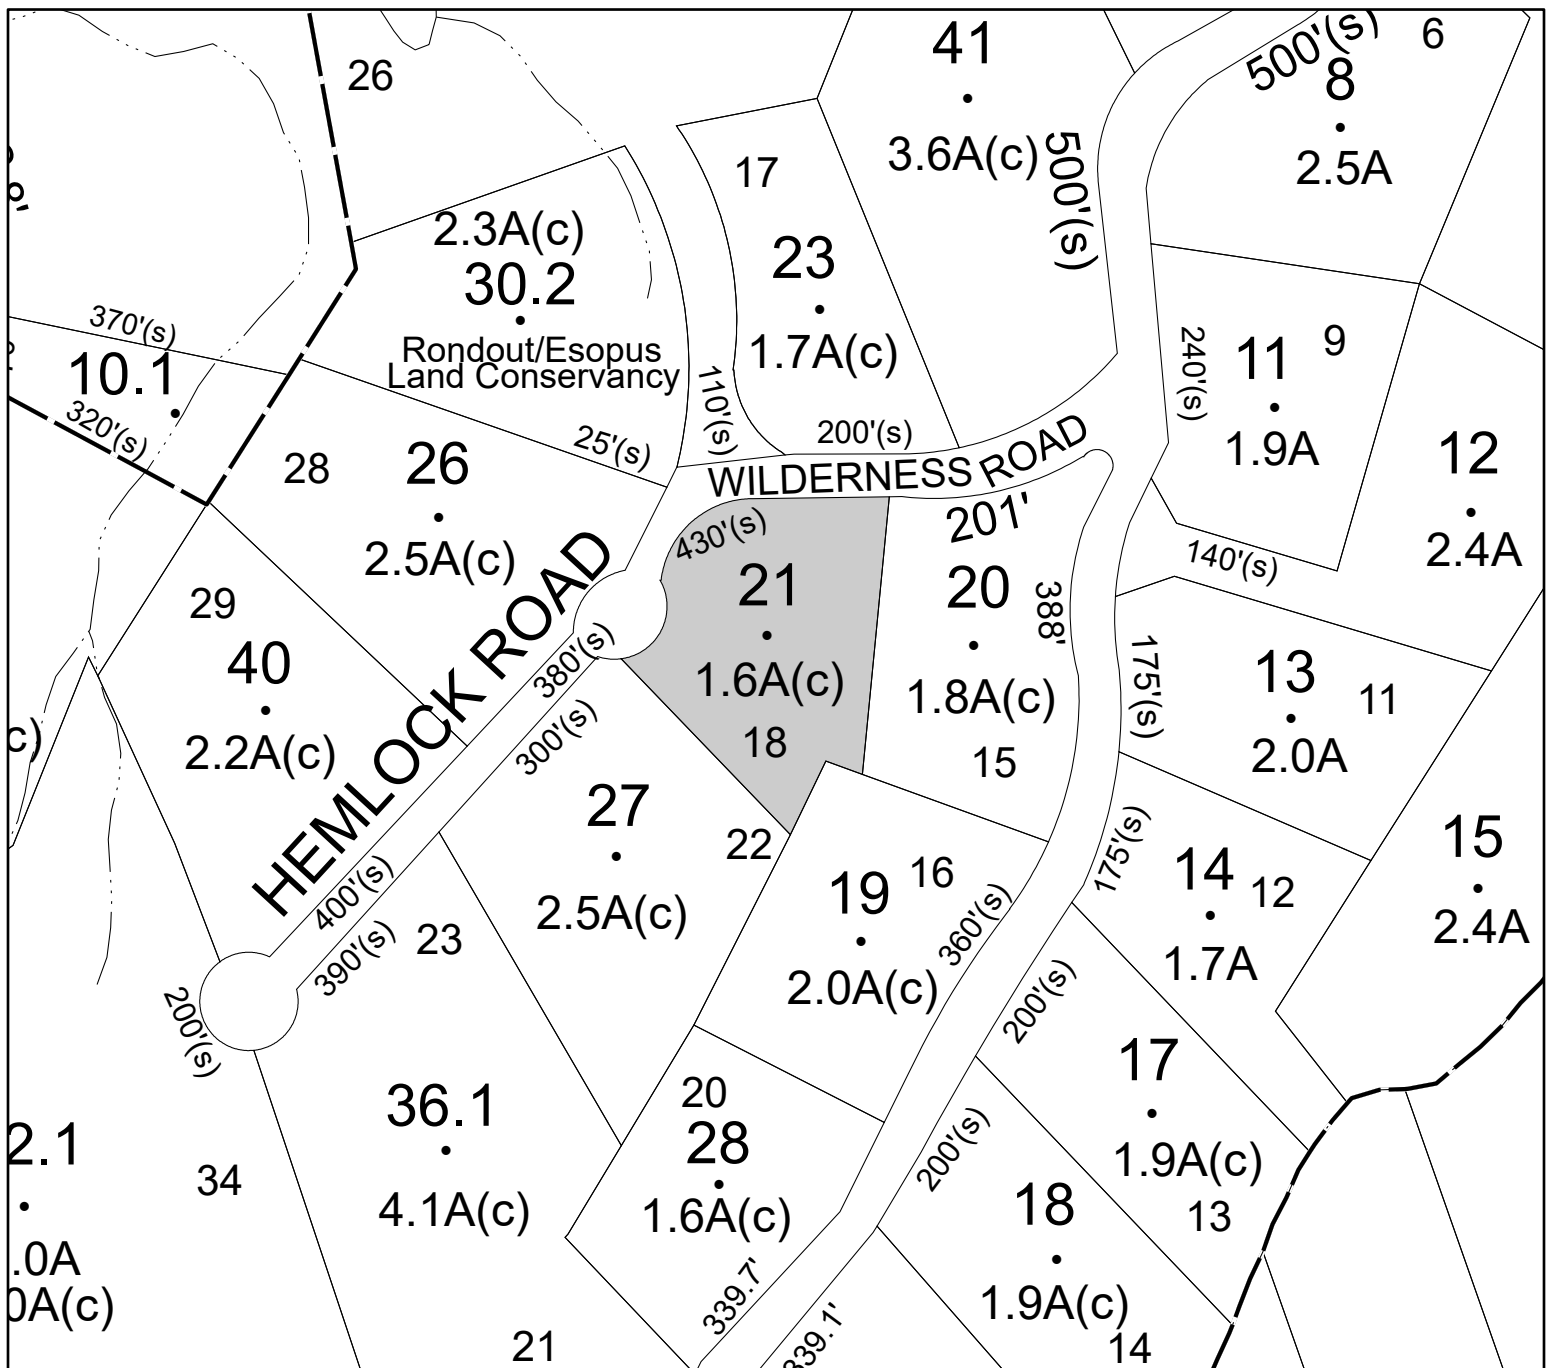 26
41
3.6A(c)
500'(s)
500'(s)
6
8
2.5A
17
23
1.7A(c)
2.3A(c)
30.2
Rondout/Esopus
Land Conservancy
8'
370'(s)
10.1
320'(s)
110'(s)
200'(s)
25'(s)
240'(s)
11
9
1.9A
12
2.4A
28
26
2.5A(c)
WILDERNESS ROAD
201'
430'(s)
21
1.6A(c)
18
20
388'
1.8A(c)
15
140'(s)
175'(s)
13
11
2.0A
29
40
2.2A(c)
HEMLOCK ROAD
380'(s)
300'(s)
c)
27
22
2.5A(c)
19
16
2.0A(c)
360'(s)
175'(s)
14
12
1.7A
15
2.4A
400'(s)
390'(s)
23
200'(s)
200'(s)
36.1
4.1A(c)
20
28
1.6A(c)
200'(s)
17
1.9A(c)
13
18
1.9A(c)
14
2.1
.0A
0A(c)
34
21
339.7'
339.1'